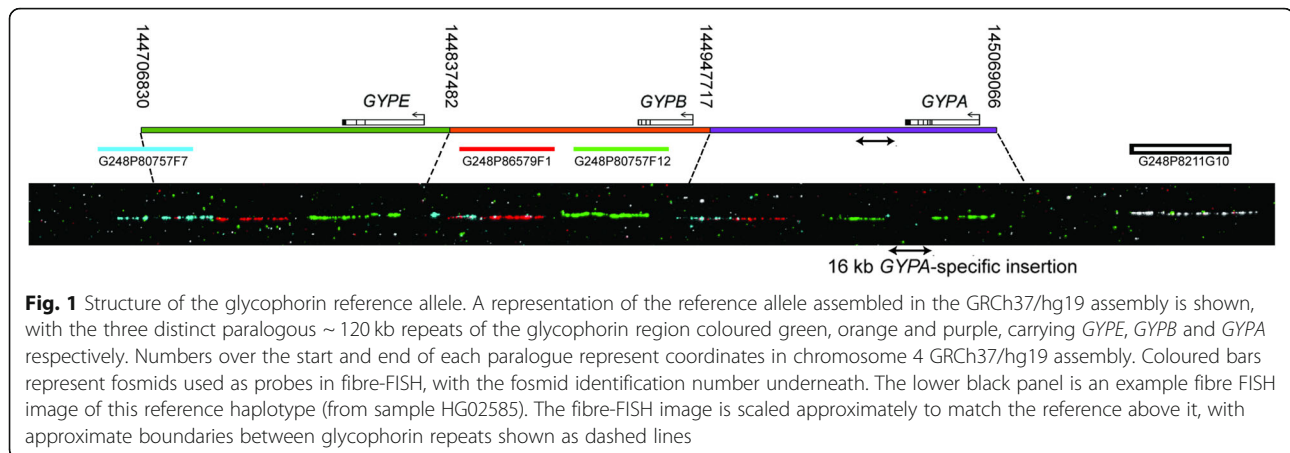 144706830
144837482
144947717
145069066
GYPE
GYPB
GYPA
G248P80757F7
G248P86579F1
G248P80757F12
G248P8211G10
16 kb GYPA-specific insertion
Fig. 1 Structure of the glycophorin reference allele. A representation of the reference allele assembled in the GRCh37/hg19 assembly is shown,
with the three distinct paralogous ~ 120 kb repeats of the glycophorin region coloured green, orange and purple, carrying GYPE, GYPB and GYPA
respectively. Numbers over the start and end of each paralogue represent coordinates in chromosome 4 GRCh37/hg19 assembly. Coloured bars
represent fosmids used as probes in fibre-FISH, with the fosmid identification number underneath. The lower black panel is an example fibre FISH
image of this reference haplotype (from sample HG02585). The fibre-FISH image is scaled approximately to match the reference above it, with
approximate boundaries between glycophorin repeats shown as dashed lines